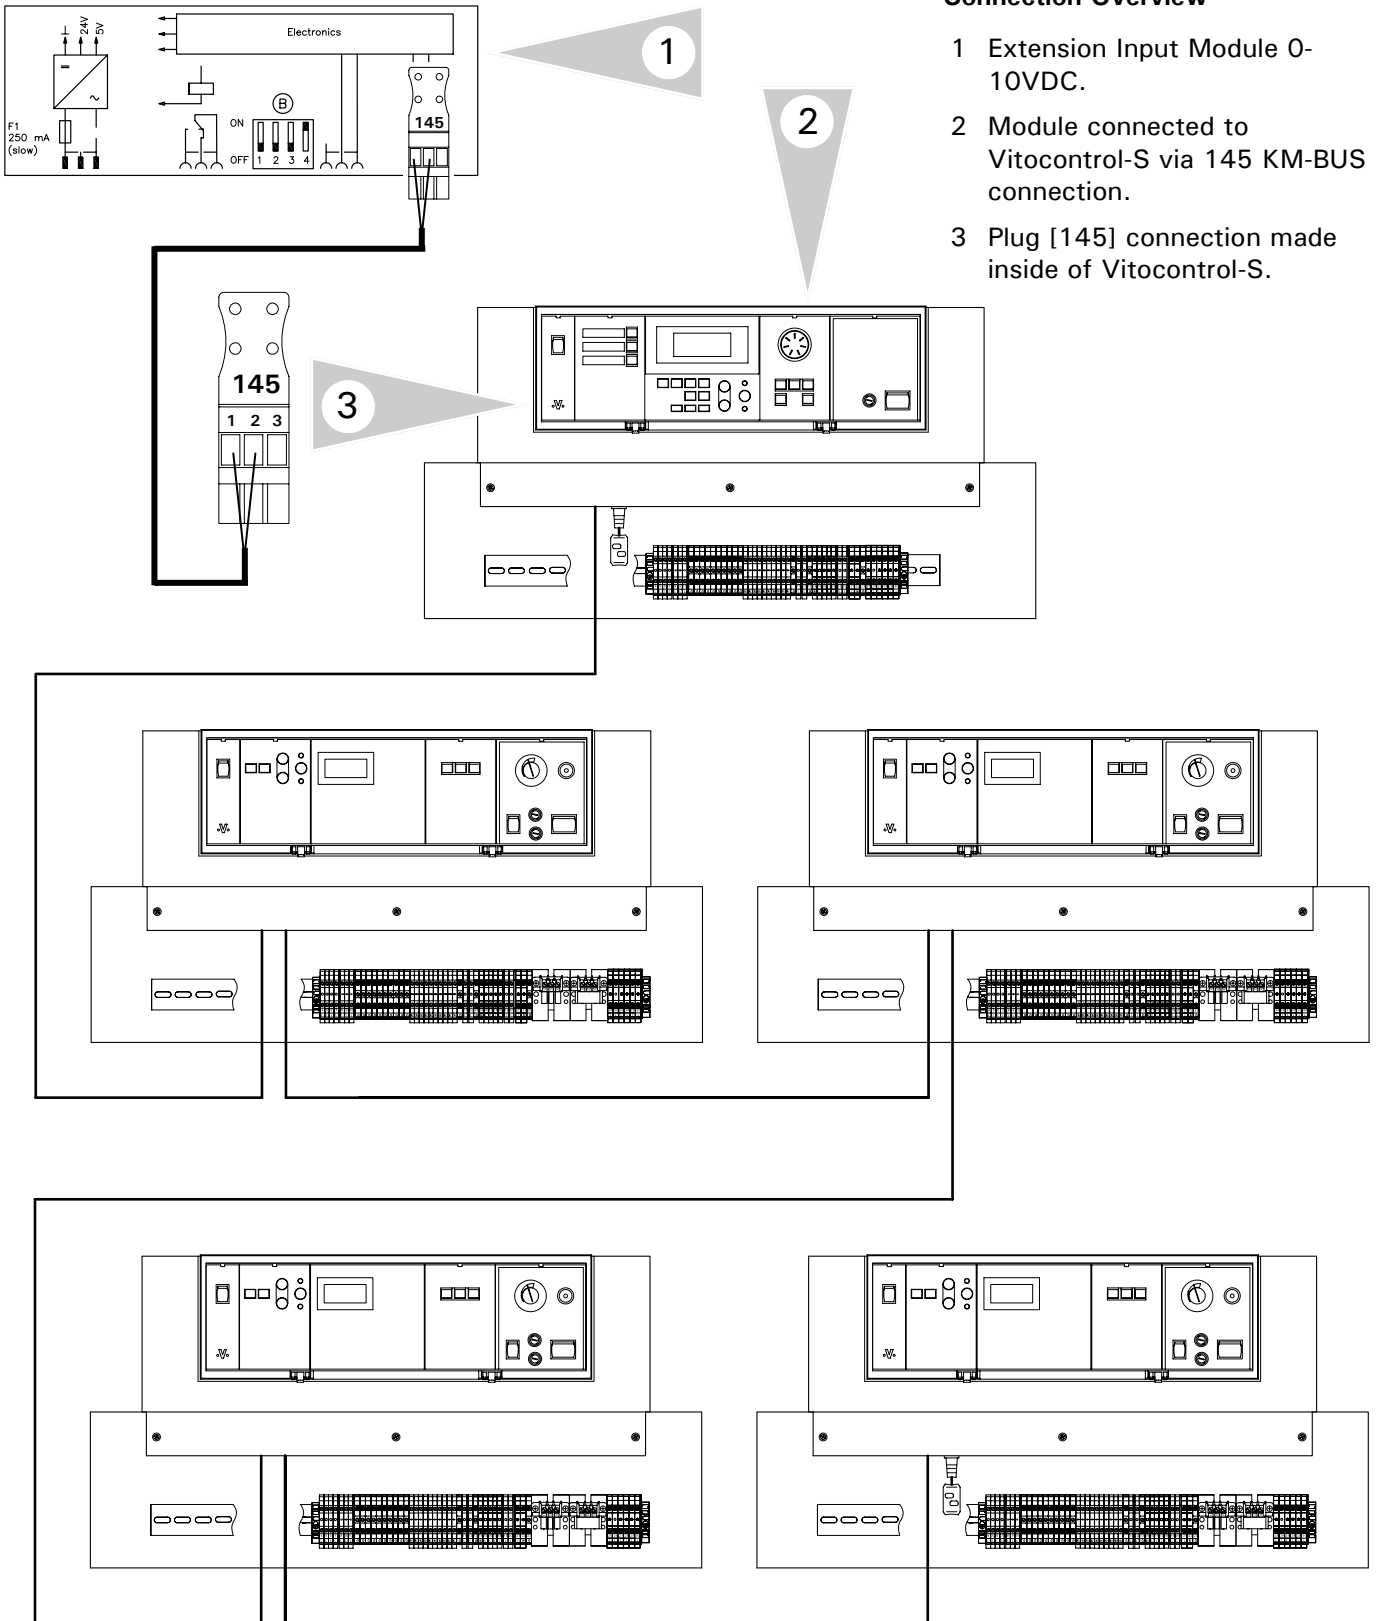 Connection Overview
1 Extension Input Module 0-
10VDC.
2 Module connected to
Vitocontrol-S via 145 KM-BUS
connection.
3 Plug [145] connection made
inside of Vitocontrol-S.
24V
5V
Electronics
F1
250 mA
(slow)
B
ON
OFF
1 2 3 4
145
1
2
3
145
1 2 3
V
V
V
V
V